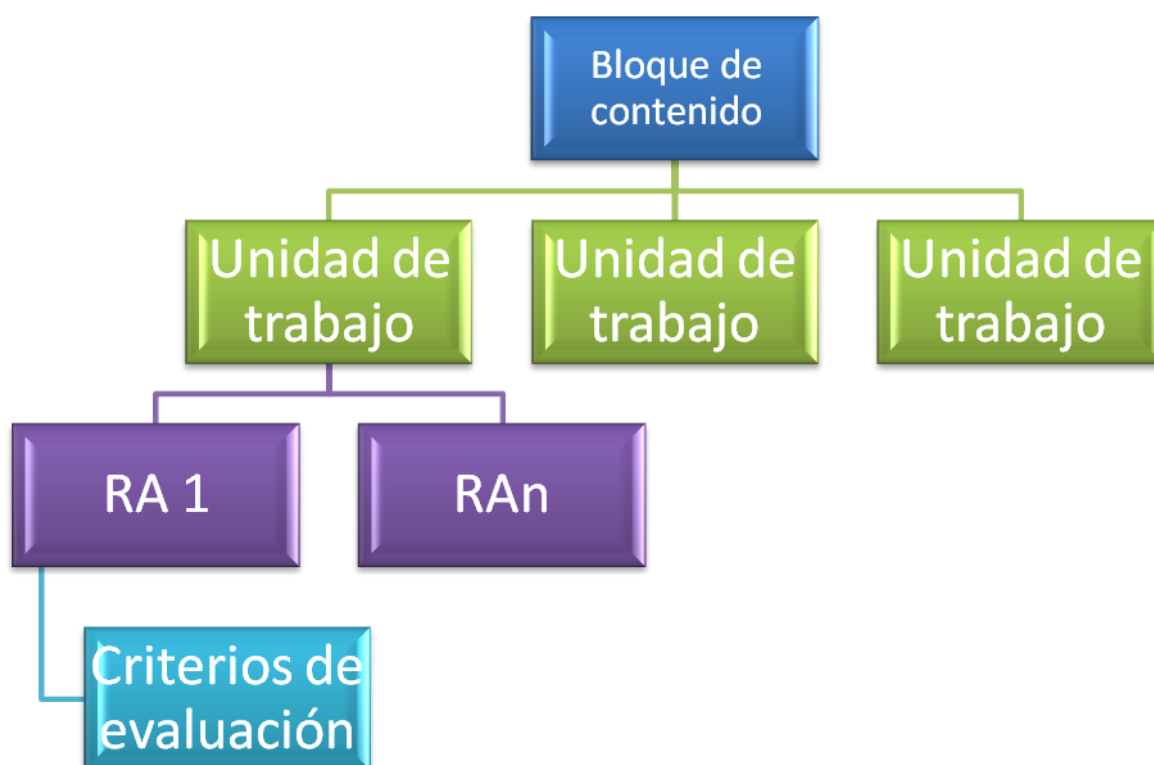 Bloque de
contenido
Unidad de
trabajo
Unidad de
trabajo
Unidad de
trabajo
RA 1
RAn
Criterios de
evaluación